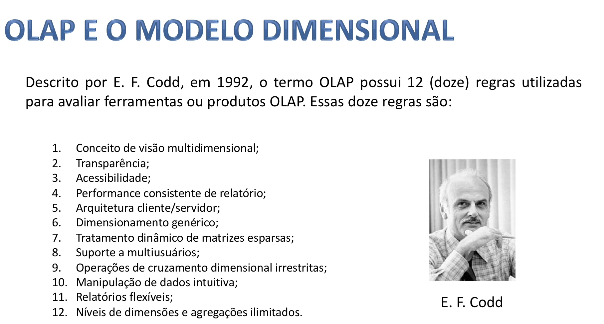 OLAP E O MODELO DIMENSIONAL
Descrito por E. F. Codd, em 1992, o termo OLAP possui 12 (doze) regras utilizadas
para avaliar ferramentas ou produtos OLAP. Essas doze regras são:
1. Conceito de visão multidimensional;
2. Transparência;
3. Acessibilidade;
4. Performance consistente de relatório;
5. Arquitetura cliente/servidor;
6. Dimensionamento genérico;
7. Tratamento dinâmico de matrizes esparsas;
8. Suporte a multiusuários;
9. Operações de cruzamento dimensional irrestritas;
10. Manipulação de dados intuitiva;
11. Relatórios flexíveis;
12. Níveis de dimensões e agregações ilimitados.
E. F. Codd